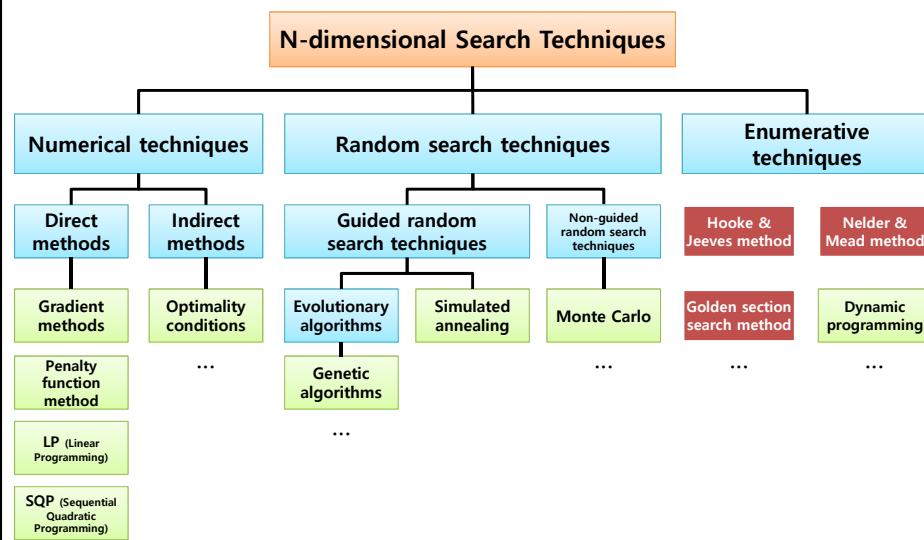 N-dimensional Search Techniques
Numerical techniques
Random search techniques
Enumerative
techniques
Direct
methods
Indirect
methods
Guided random
search techniques
Non-guided
random search
techniques
Hooke &
Jeeves method
Nelder &
Mead method
Gradient
methods
Optimality
conditions
Evolutionary
algorithms
Simulated
annealing
Monte Carlo
Golden section
search method
Dynamic
programming
Penalty
function
method
...
Genetic
algorithms
...
...
...
...
LP (Linear
Programming)
SQP (Sequential
Quadratic
Programming)